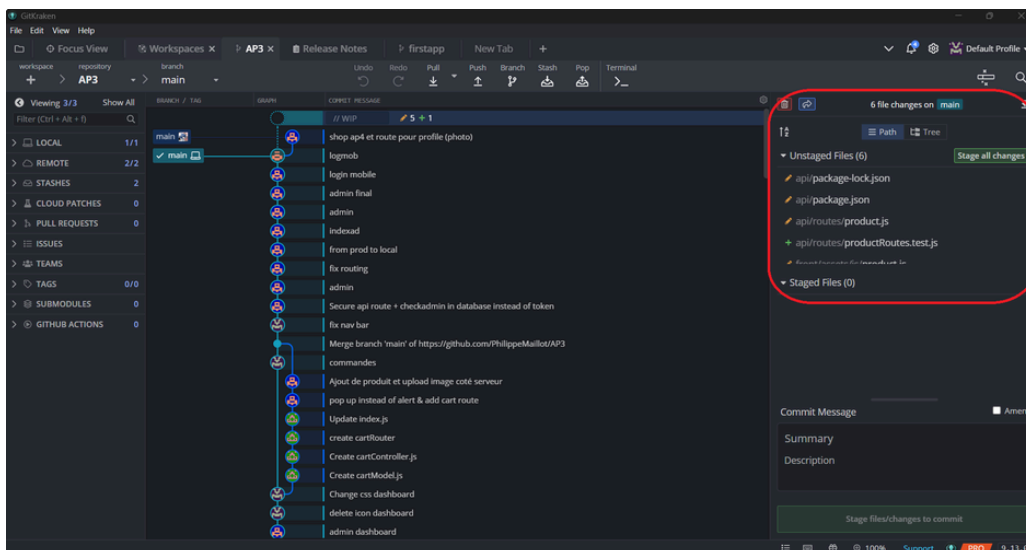 GitKraken
File Edit View Help
Focus View Workspaces × AP3 × Release Notes firstapp New Tab + Default Profile
workspace repository branch
+ > AP3 > main
Undo Redo Pull Push Branch Stash Pop Terminal
Viewing 3/3 Show All
Filter (Ctrl + Alt + f)
LOCAL 1/1
REMOTE 2/2
STASHES 2
CLOUD PATCHES 0
PULL REQUESTS 0
ISSUES
TEAMS
TAGS 0/0
SUBMODULES 0
GITHUB ACTIONS 0
BRANCH / TAG GRAPH COMMIT MESSAGE
// WIP 5 + 1
main shop ap4 et route pour profile (photo)
✓ main logmob
login mobile
admin final
admin
indexad
from prod to local
fix routing
admin
Secure api route + checkadmin in database instead of token
fix nav bar
Merge branch 'main' of https://github.com/PhilippeMaillot/AP3
commandes
Ajout de produit et upload image coté serveur
pop up instead of alert & add cart route
Update index.js
create cartRouter
Create cartController.js
Create cartModel.js
Change css dashboard
delete icon dashboard
admin dashboard
6 file changes on main
Path Tree
Unstaged Files (6) Stage all changes
api/package-lock.json
api/package.json
api/routes/product.js
+ api/routes/productRoutes.test.js
Staged Files (0)
Commit Message Amen
Summary
Description
Stage files/changes to commit
100% Support PRO 9.13.